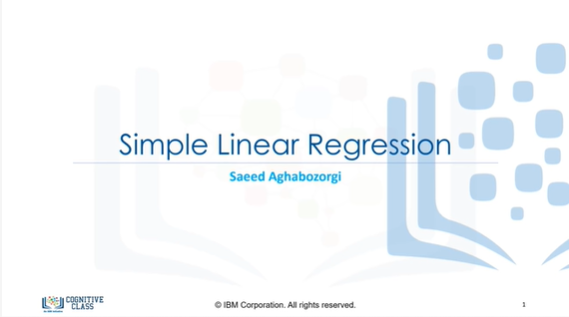 Simple Linear Regression
Saeed Aghabozorgi
COGNITIVE
CLASS
© IBM Corporation. All rights reserved.
1